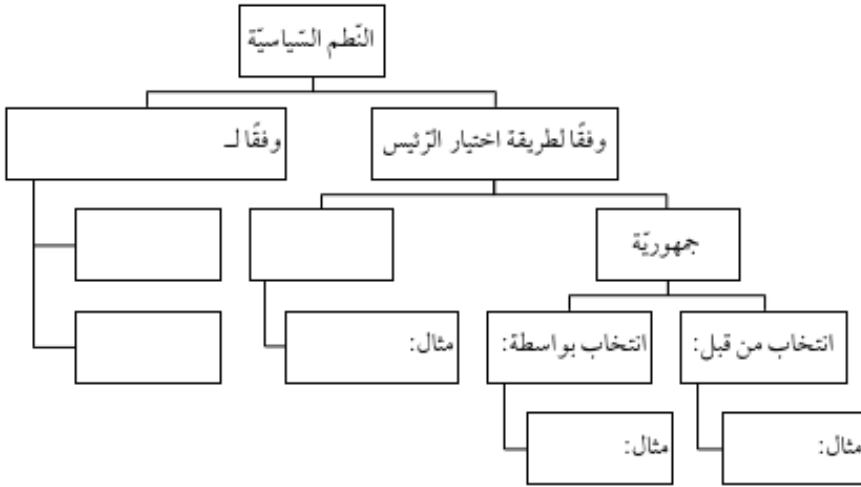 النّظم السّياسيّة
وفقًا لطريقة اختيار الرّئيس
وفقًا لـ
جمهوريّة
انتخاب من قبل:
انتخاب بواسطة:
مثال:
مثال:
مثال: